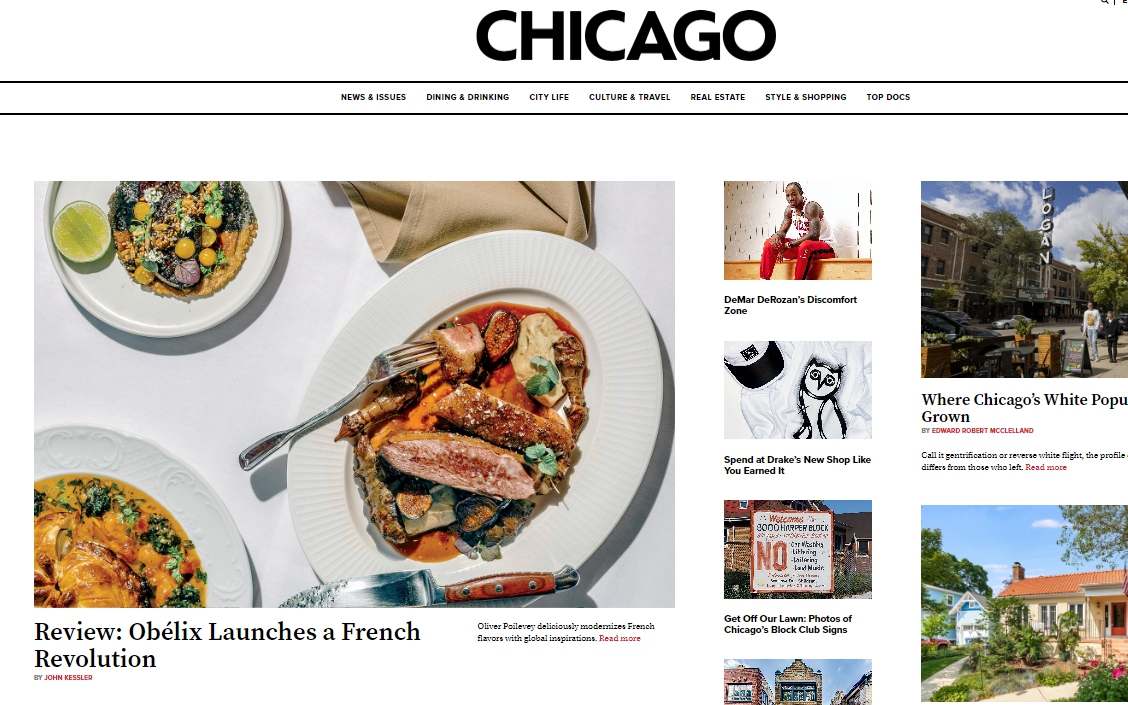 CHICAGO
NEWS & ISSUES DINING & DRINKING CITY LIFE CULTURE & TRAVEL REAL ESTATE STYLE & SHOPPING TOP DOCS
Review: Obélix Launches a French
Revolution
BY JOHN KESSLER
Oliver Poilevey deliciously modernizes French
flavors with global inspirations. Read more
DeMar DeRozan's Discomfort
Zone
Spend at Drake's New Shop Like
You Earned It
Welcome
8000 HARPER BLOCK
NO
Car Washing
Littering
Loitering
Loud Music
Get Off Our Lawn: Photos of
Chicago's Block Club Signs
LOGAN
Where Chicago's White Popu
Grown
BY EDWARD ROBERT MCCLELLAND
Call it gentrification or reverse white flight, the profile
differs from those who left. Read more